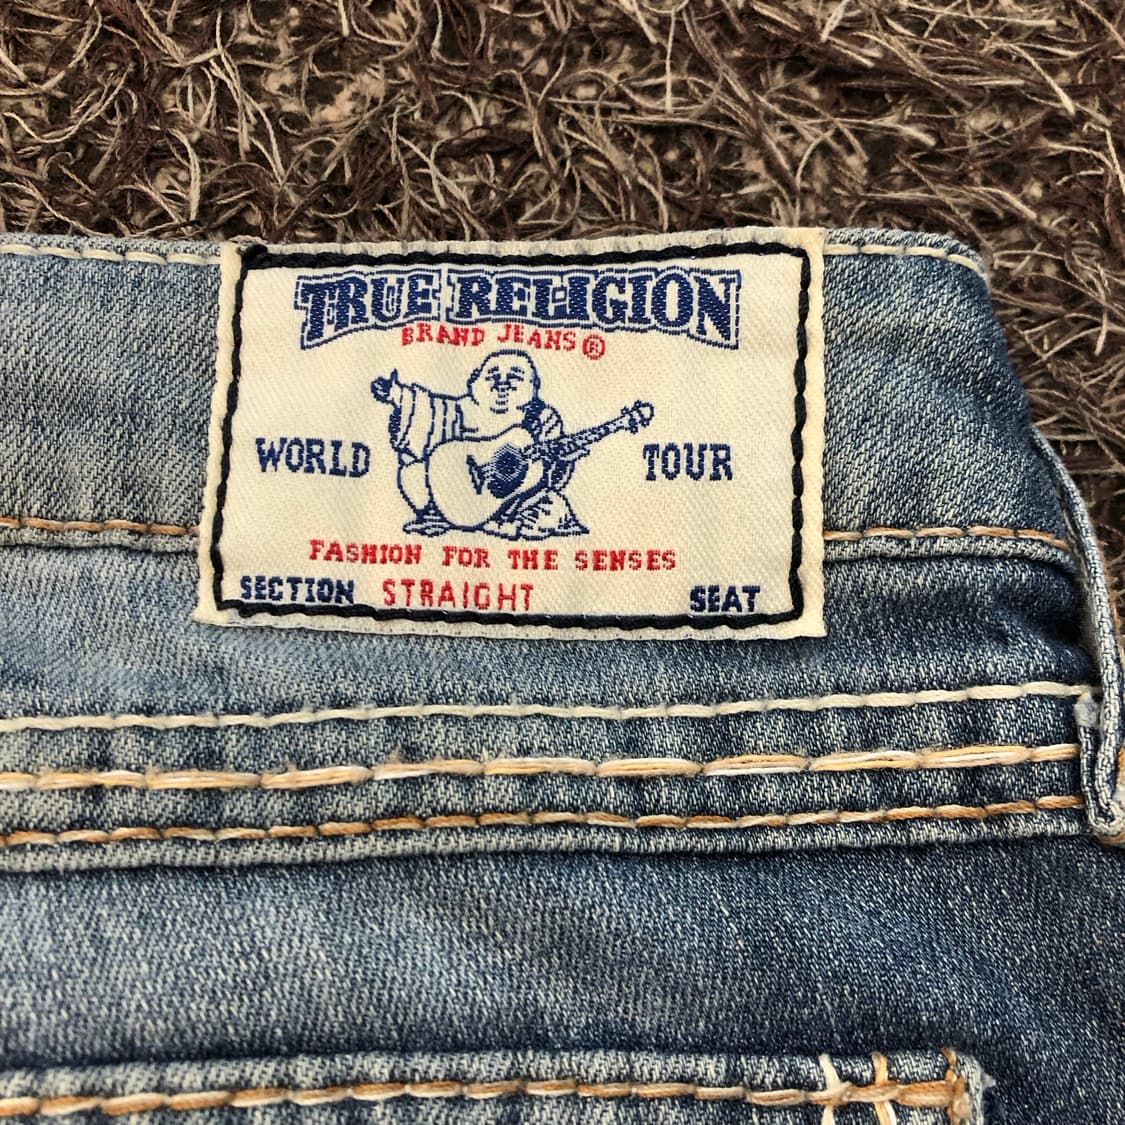 TRUE RELIGION
BRAND JEANS®
WORLD TOUR
FASHION FOR THE SENSES
SECTION STRAIGHT SEAT